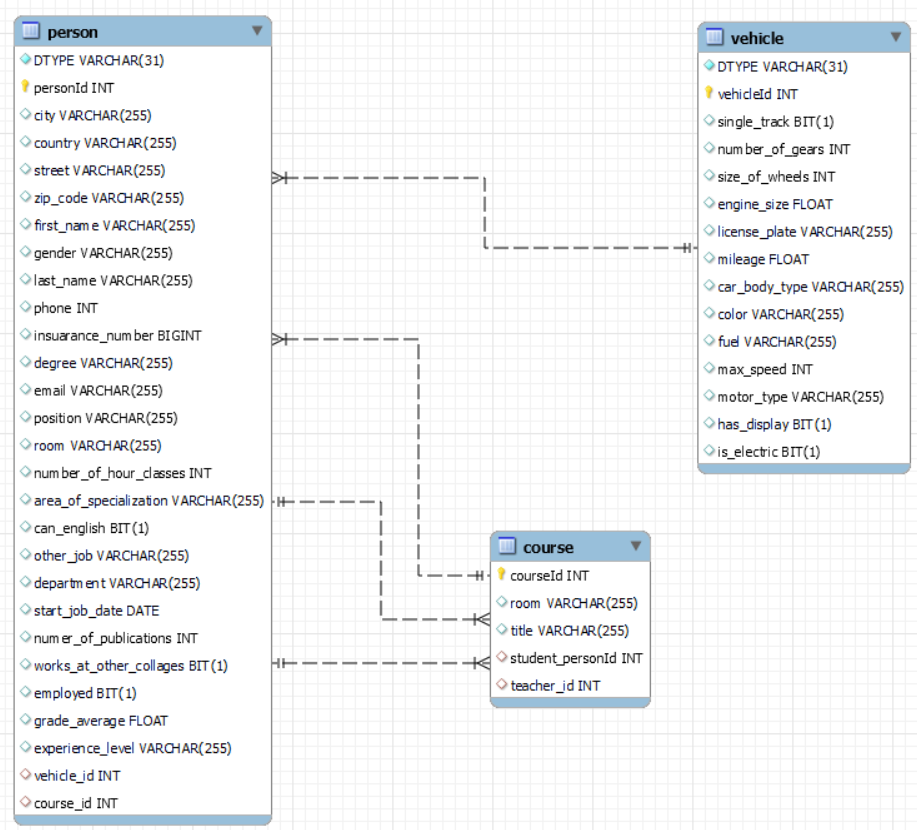 person
DTYPE VARCHAR(31)
personId INT
city VARCHAR(255)
country VARCHAR(255)
street VARCHAR(255)
zip_code VARCHAR(255)
first_name VARCHAR(255)
gender VARCHAR(255)
last_name VARCHAR(255)
phone INT
insuarance_number BIGINT
degree VARCHAR(255)
email VARCHAR(255)
position VARCHAR(255)
room VARCHAR(255)
number_of_hour_classes INT
area_of_specialization VARCHAR(255)
can_english BIT(1)
other_job VARCHAR(255)
department VARCHAR(255)
start_job_date DATE
numer_of_publications INT
works_at_other_collages BIT(1)
employed BIT(1)
grade_average FLOAT
experience_level VARCHAR(255)
vehicle_id INT
course_id INT
vehicle
DTYPE VARCHAR(31)
vehicleId INT
single_track BIT(1)
number_of_gears INT
size_of_wheels INT
engine_size FLOAT
license_plate VARCHAR(255)
mileage FLOAT
car_body_type VARCHAR(255)
color VARCHAR(255)
fuel VARCHAR(255)
max_speed INT
motor_type VARCHAR(255)
has_display BIT(1)
is_electric BIT(1)
course
courseId INT
room VARCHAR(255)
title VARCHAR(255)
student_personId INT
teacher_id INT